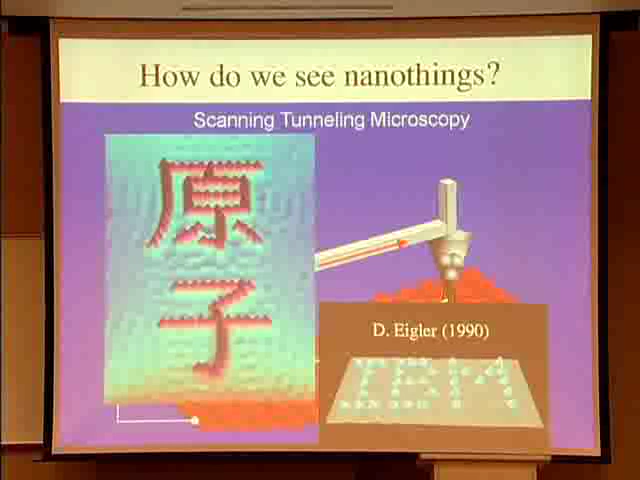 How do we see nanothings?
Scanning Tunneling Microscopy
原
子
D. Eigler (1990)
IBM